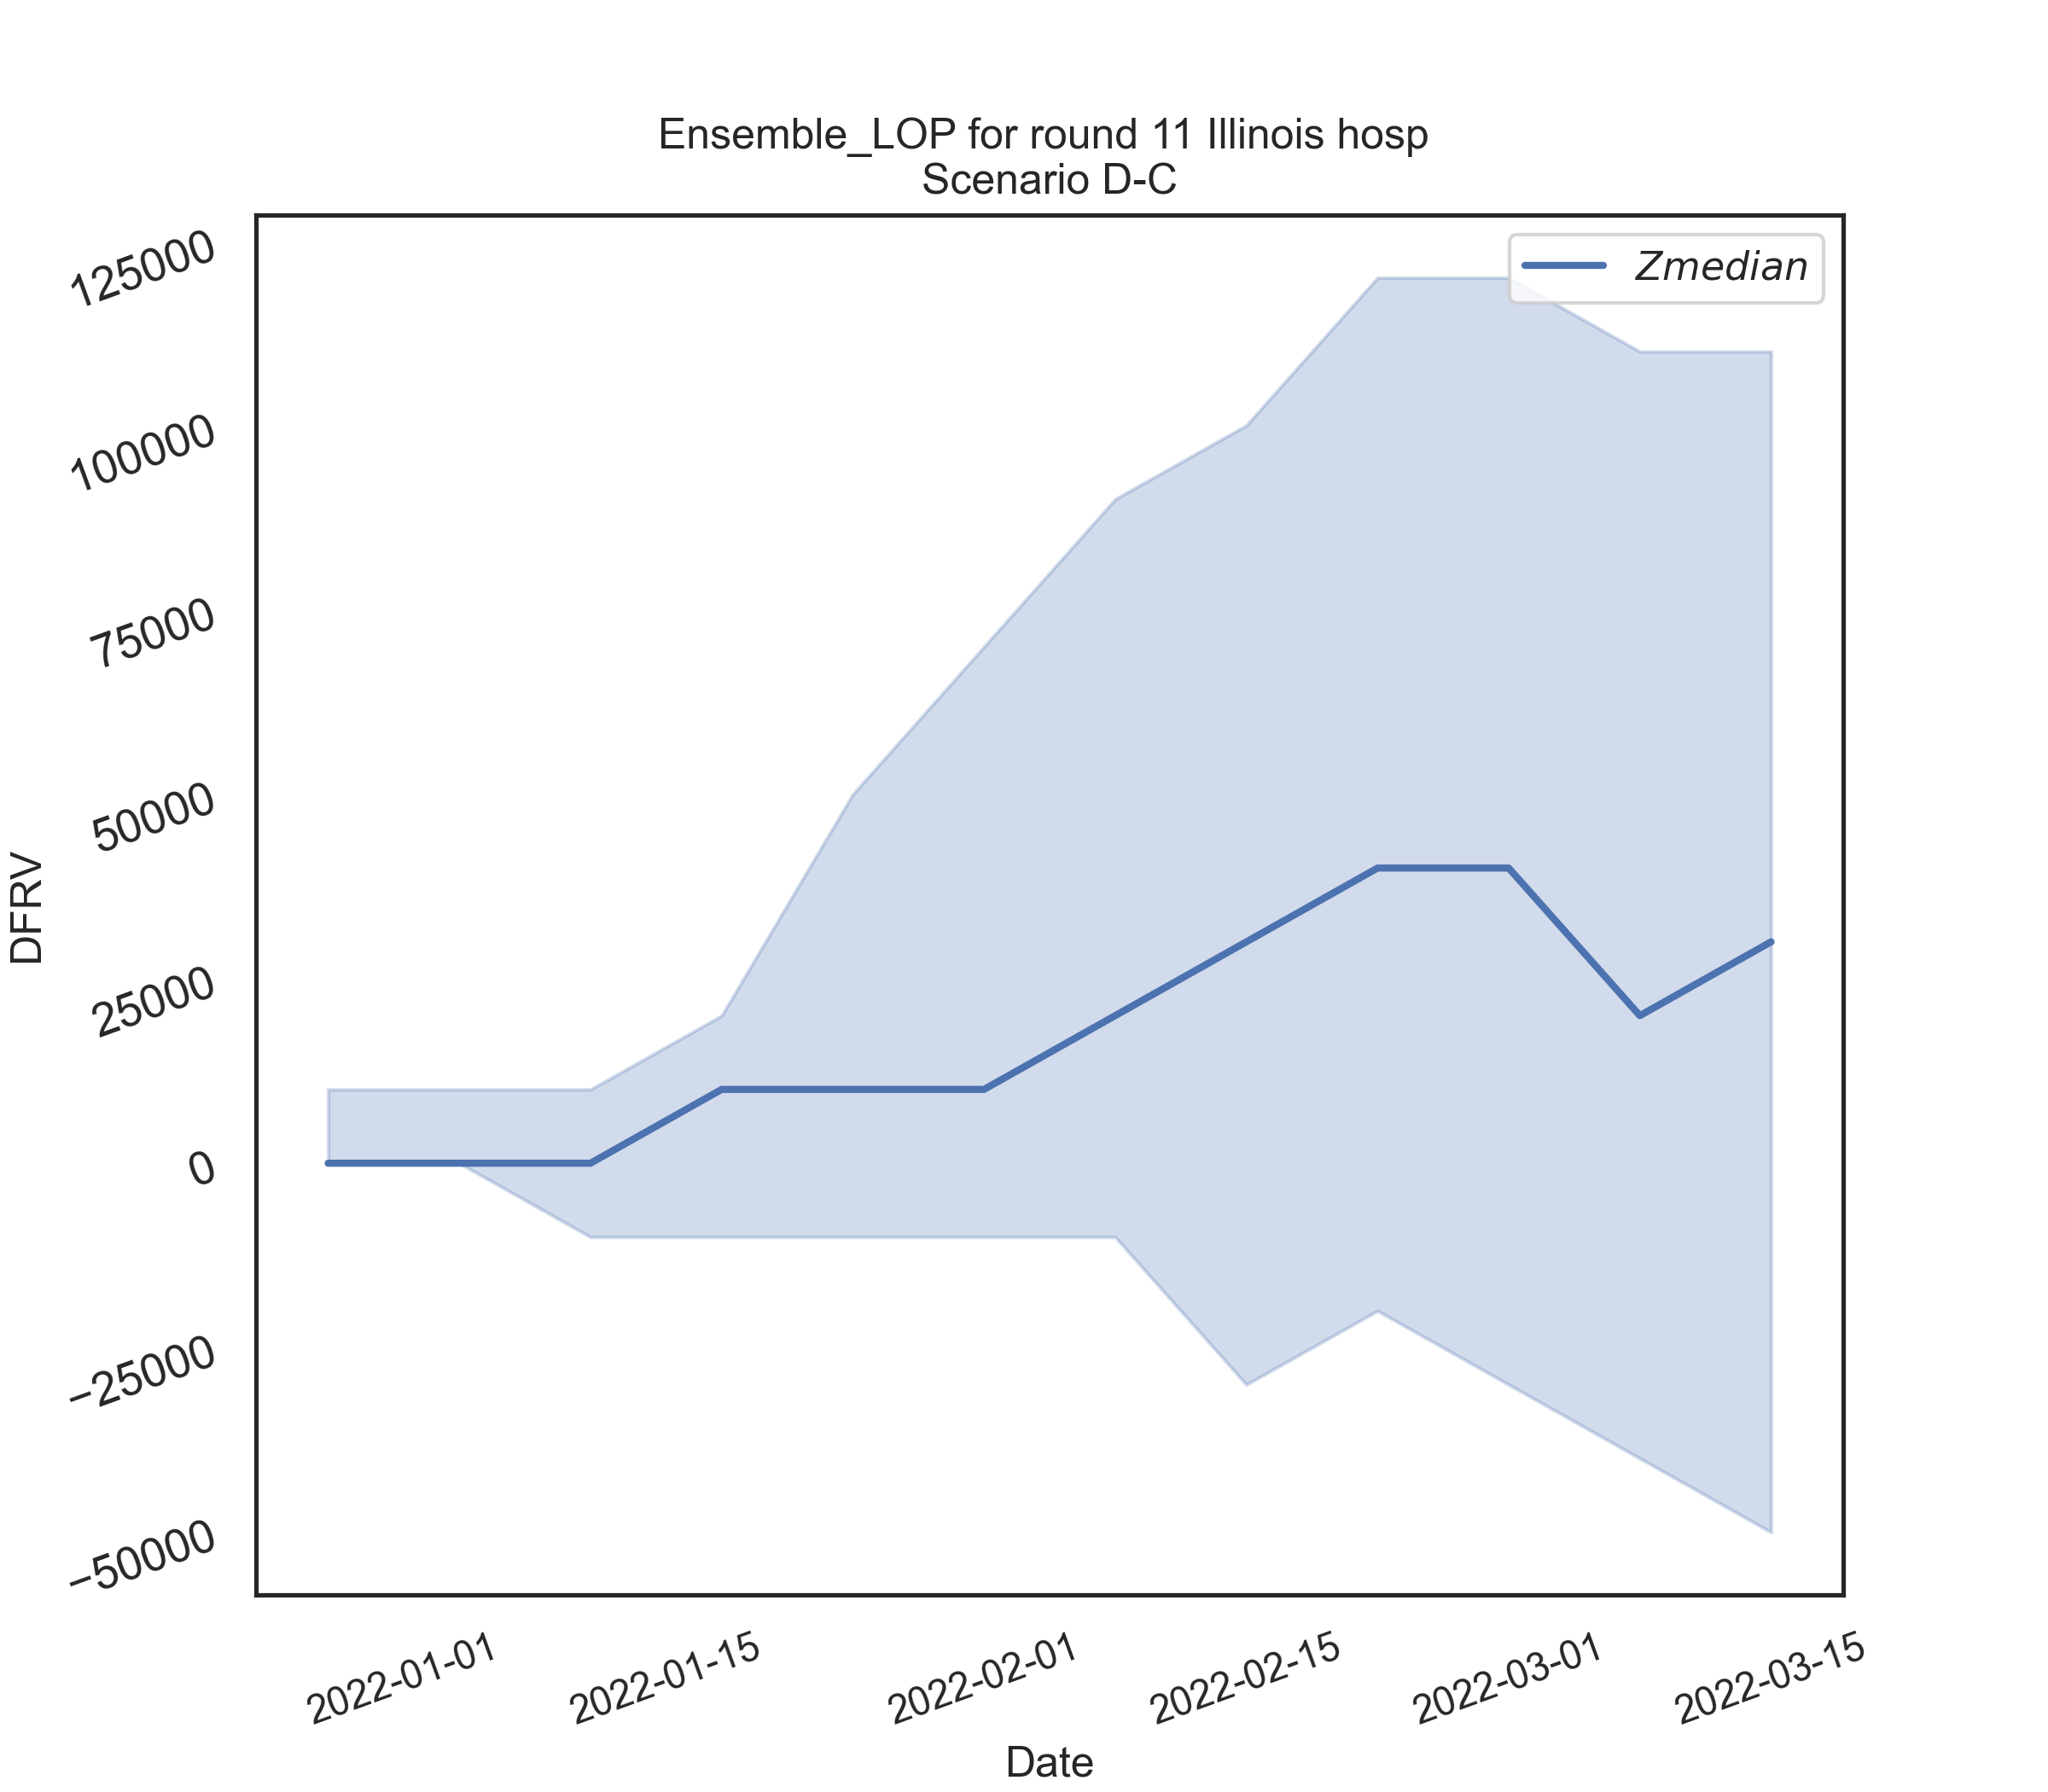 Ensemble_LOP for round 11 Illinois hosp
Scenario D-C
Zmedian
125000
100000
75000
50000
25000
0
−25000
−50000
DFRV
2022-01-01
2022-01-15
2022-02-01
2022-02-15
2022-03-01
2022-03-15
Date